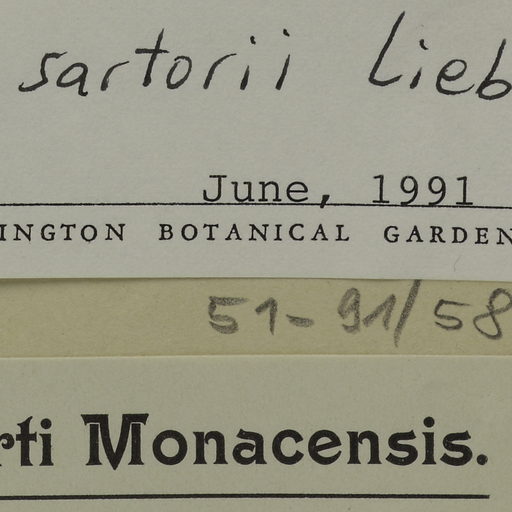 sartorii Lieb
June, 1991
INGTON BOTANICAL GARDEN
51-91/58
rti Monacensis.